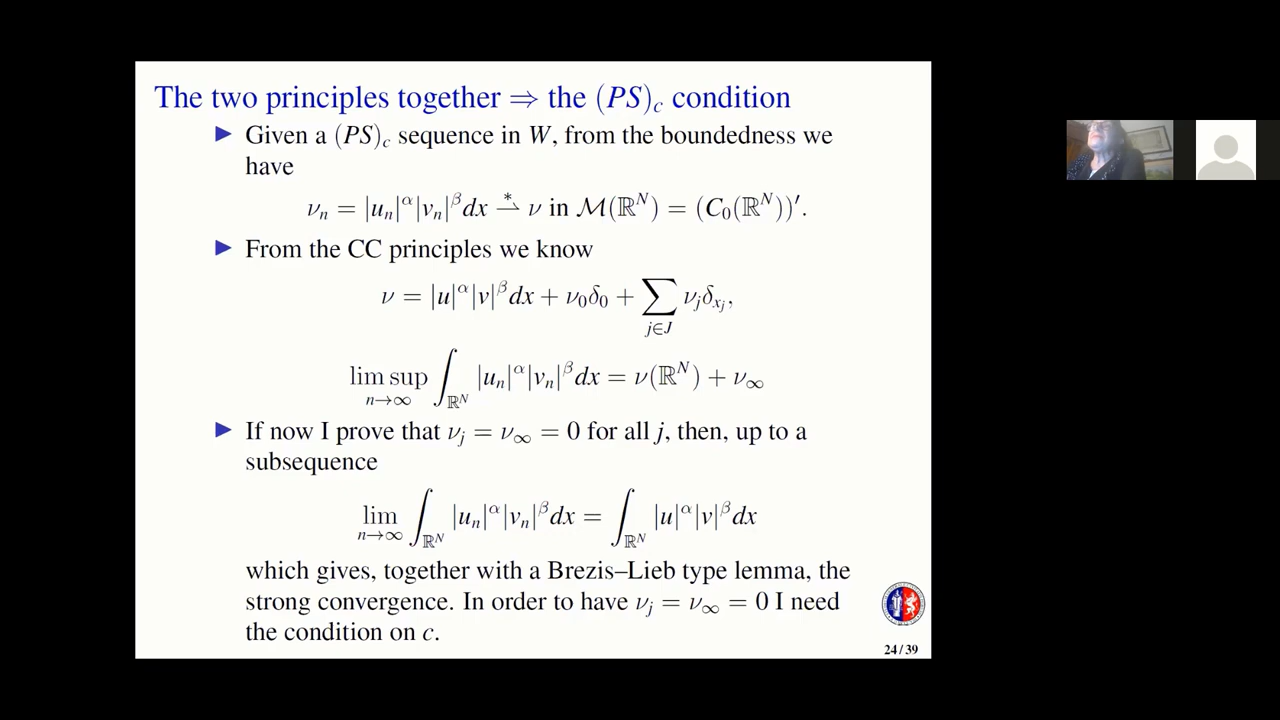 The two principles together ⇒ the (PS)_c condition
▶ Given a (PS)_c sequence in W, from the boundedness we
have
ν_n = |u_n|^α|v_n|^β dx ⇀* ν in ℳ(ℝ^N) = (C_0(ℝ^N))′.
▶ From the CC principles we know
ν = |u|^α|v|^β dx + ν_0δ_0 + ∑_{j∈J} ν_jδ_{x_j},
lim sup_{n→∞} ∫_{ℝ^N} |u_n|^α|v_n|^β dx = ν(ℝ^N) + ν_∞
▶ If now I prove that ν_j = ν_∞ = 0 for all j, then, up to a
subsequence
lim_{n→∞} ∫_{ℝ^N} |u_n|^α|v_n|^β dx = ∫_{ℝ^N} |u|^α|v|^β dx
which gives, together with a Brezis–Lieb type lemma, the
strong convergence. In order to have ν_j = ν_∞ = 0 I need
the condition on c.
24/39